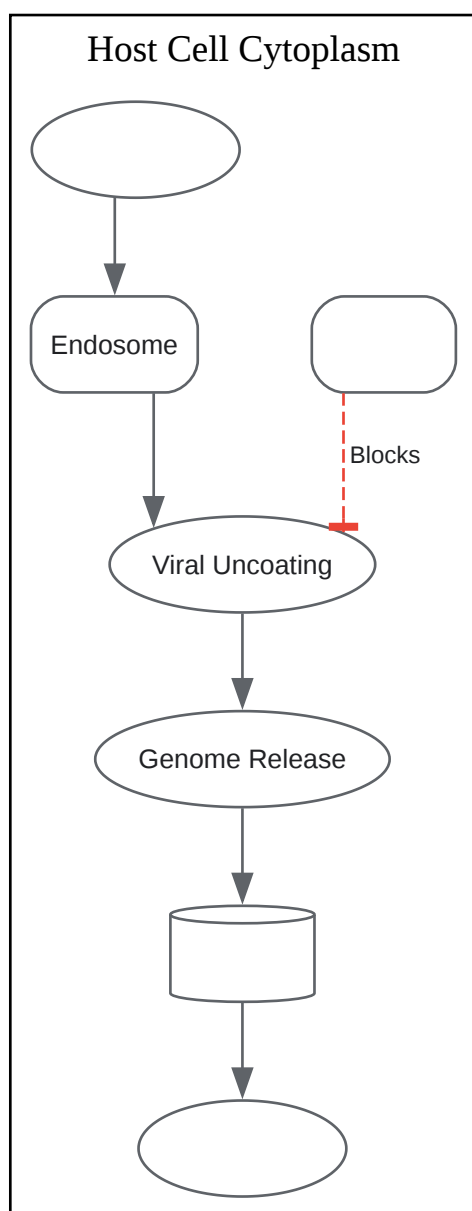 Host Cell Cytoplasm
Endosome
Blocks
Viral Uncoating
Genome Release